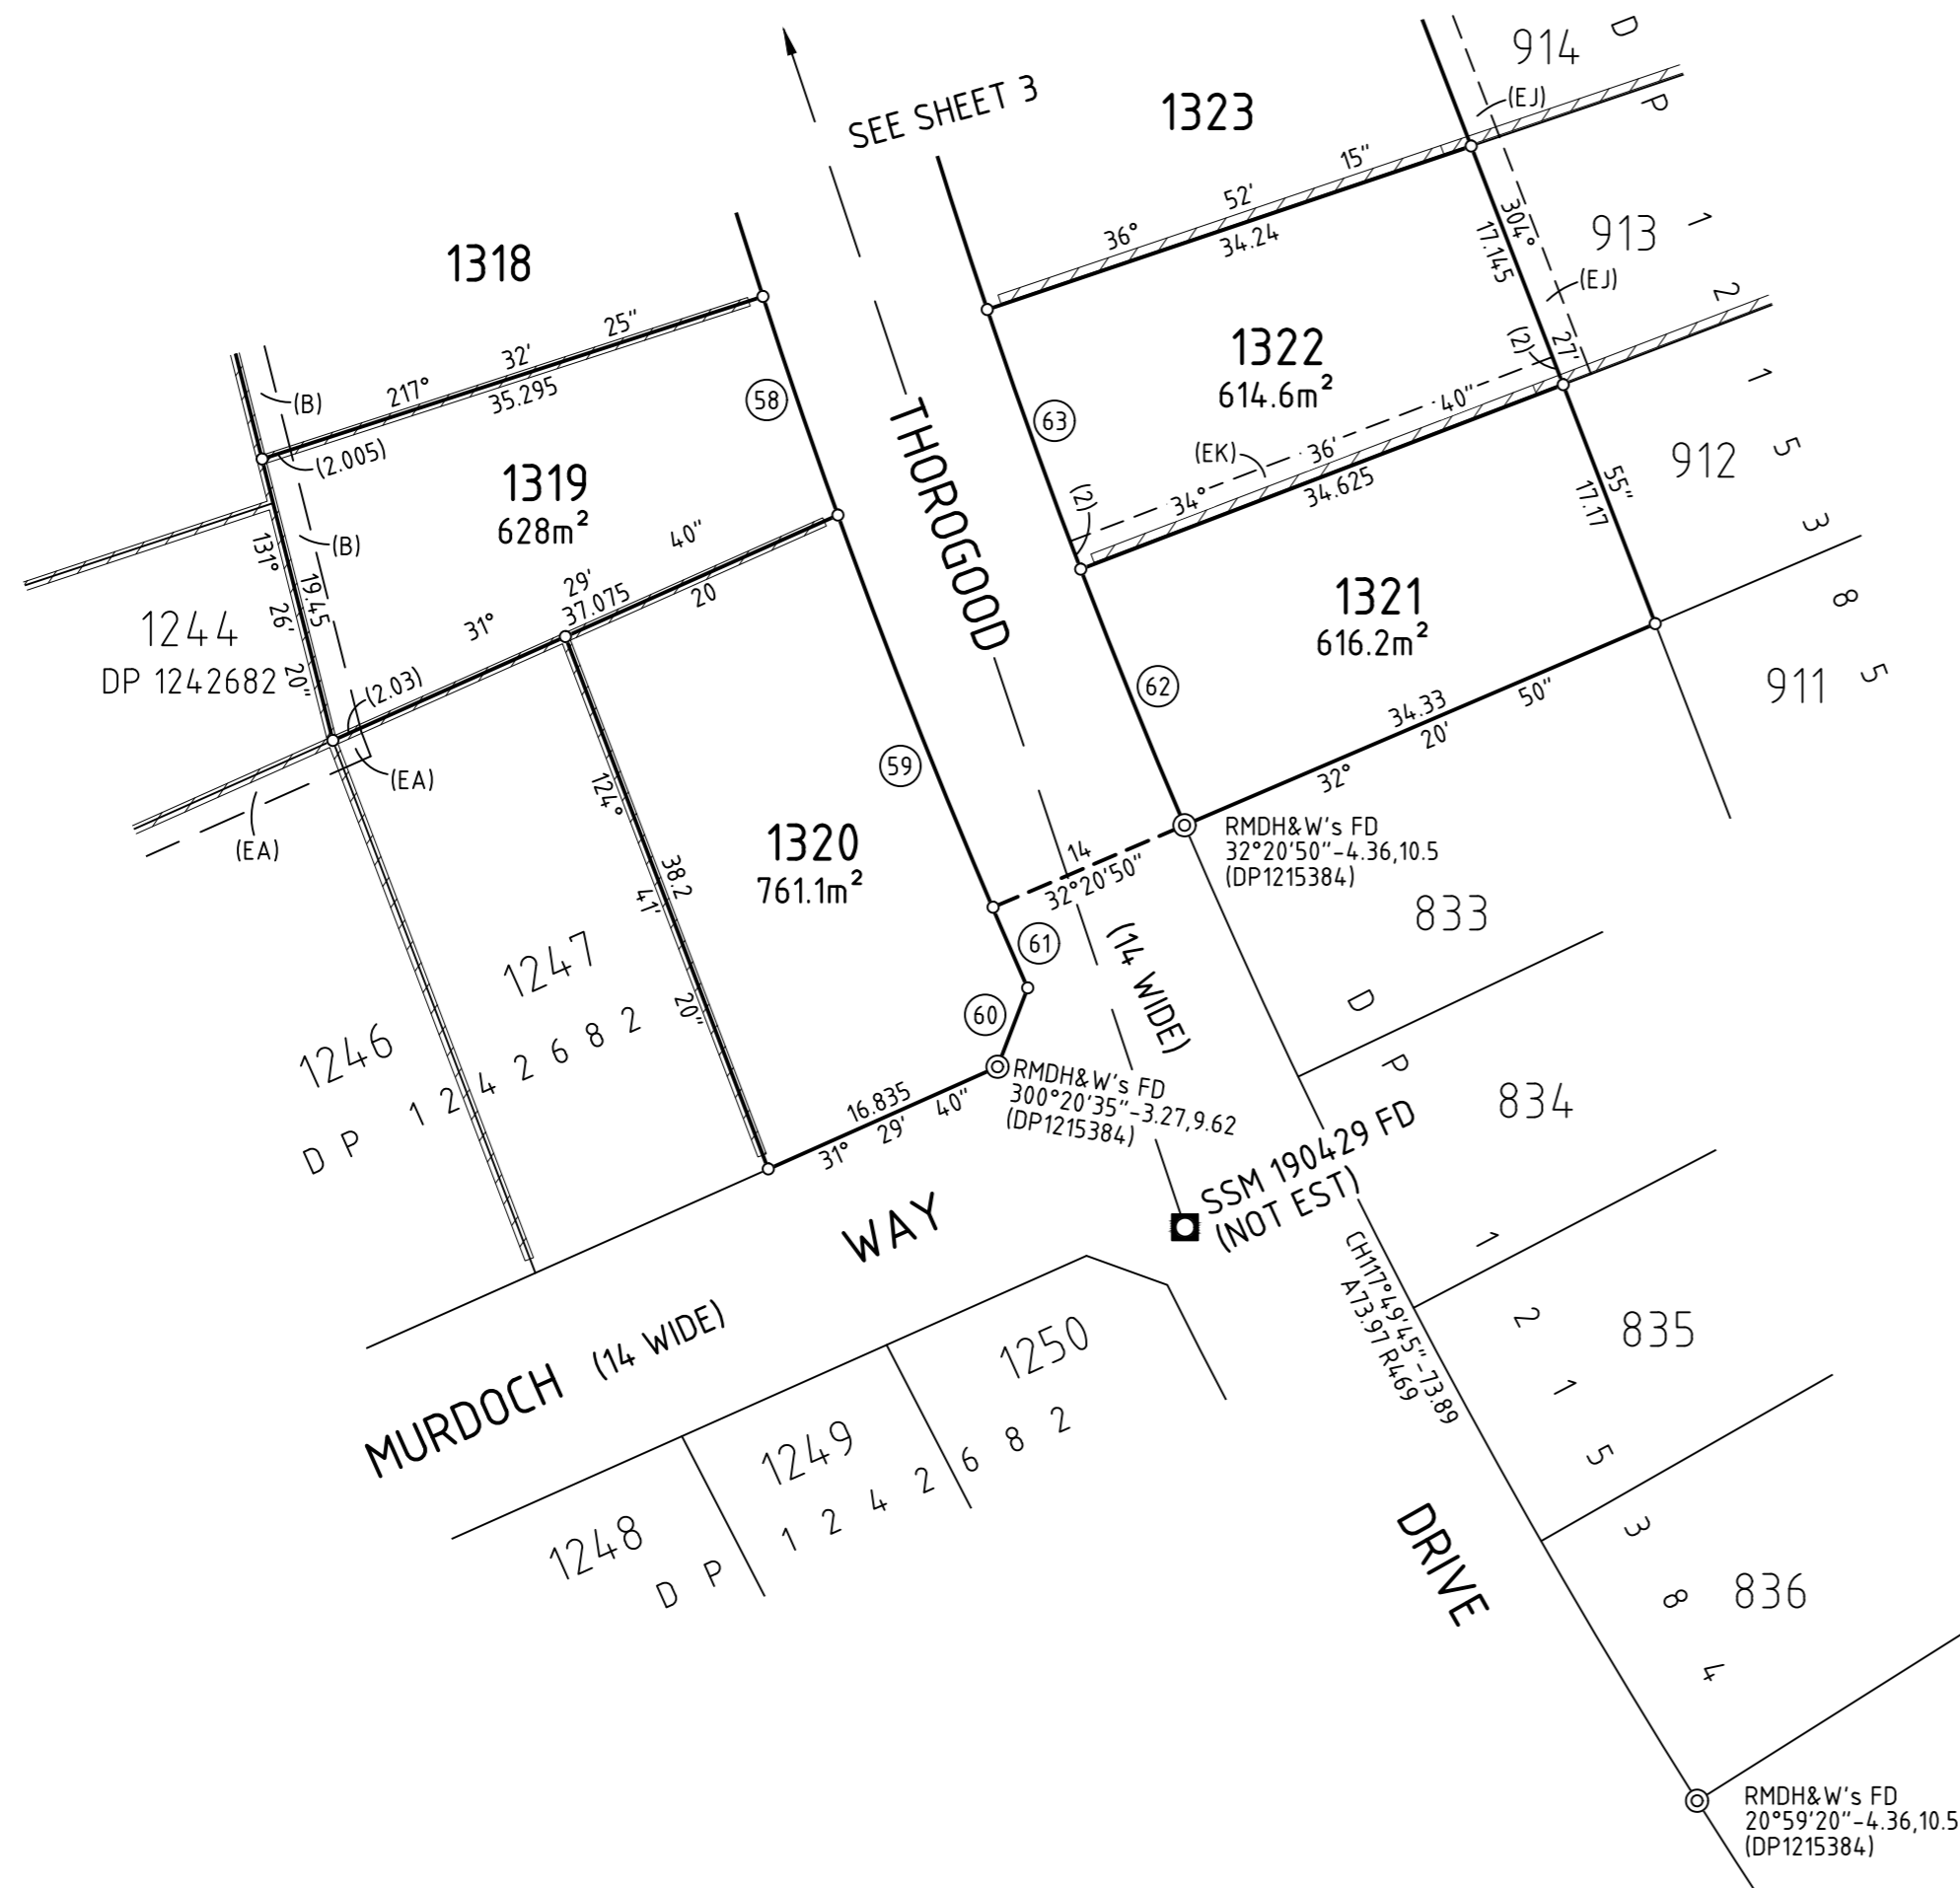 914
D
P
(EJ)
SEE SHEET 3
1323
15"
52'
36°
34.24
304°
17.145
913
1
(EJ)
2
1318
25"
32'
217°
35.295
(B)
58
63
1322
614.6m²
(2)
27'
40"
36'
(EK)
34°
34.625
(2)
1
5
912
55"
17.17
3
8
5
911
(2.005)
1319
628m²
(B)
131°
26'
20"
19.45
40"
29'
37.075
20
31°
(2.03)
1244
DP 1242682
(EA)
(EA)
THOROGOOD
1321
616.2m²
62
34.33
50"
20'
32°
59
124°
38.2
41'
20"
1320
761.1m²
14
32°20'50"
RMDH&W's FD
32°20'50"-4.36,10.5
(DP1215384)
61
60
(14 WIDE)
833
D
P
834
1247
1246
DP 1242682
16.835
40"
29'
31°
RMDH&W's FD
300°20'35"-3.27,9.62
(DP1215384)
SSM 190429 FD
(NOT EST)
WAY
MURDOCH (14 WIDE)
CH117°49'45"-73.89
A73.97 R469
1
2
1
5
3
8
4
835
836
1250
1249
1248
DP 1242682
DRIVE
RMDH&W's FD
20°59'20"-4.36,10.5
(DP1215384)